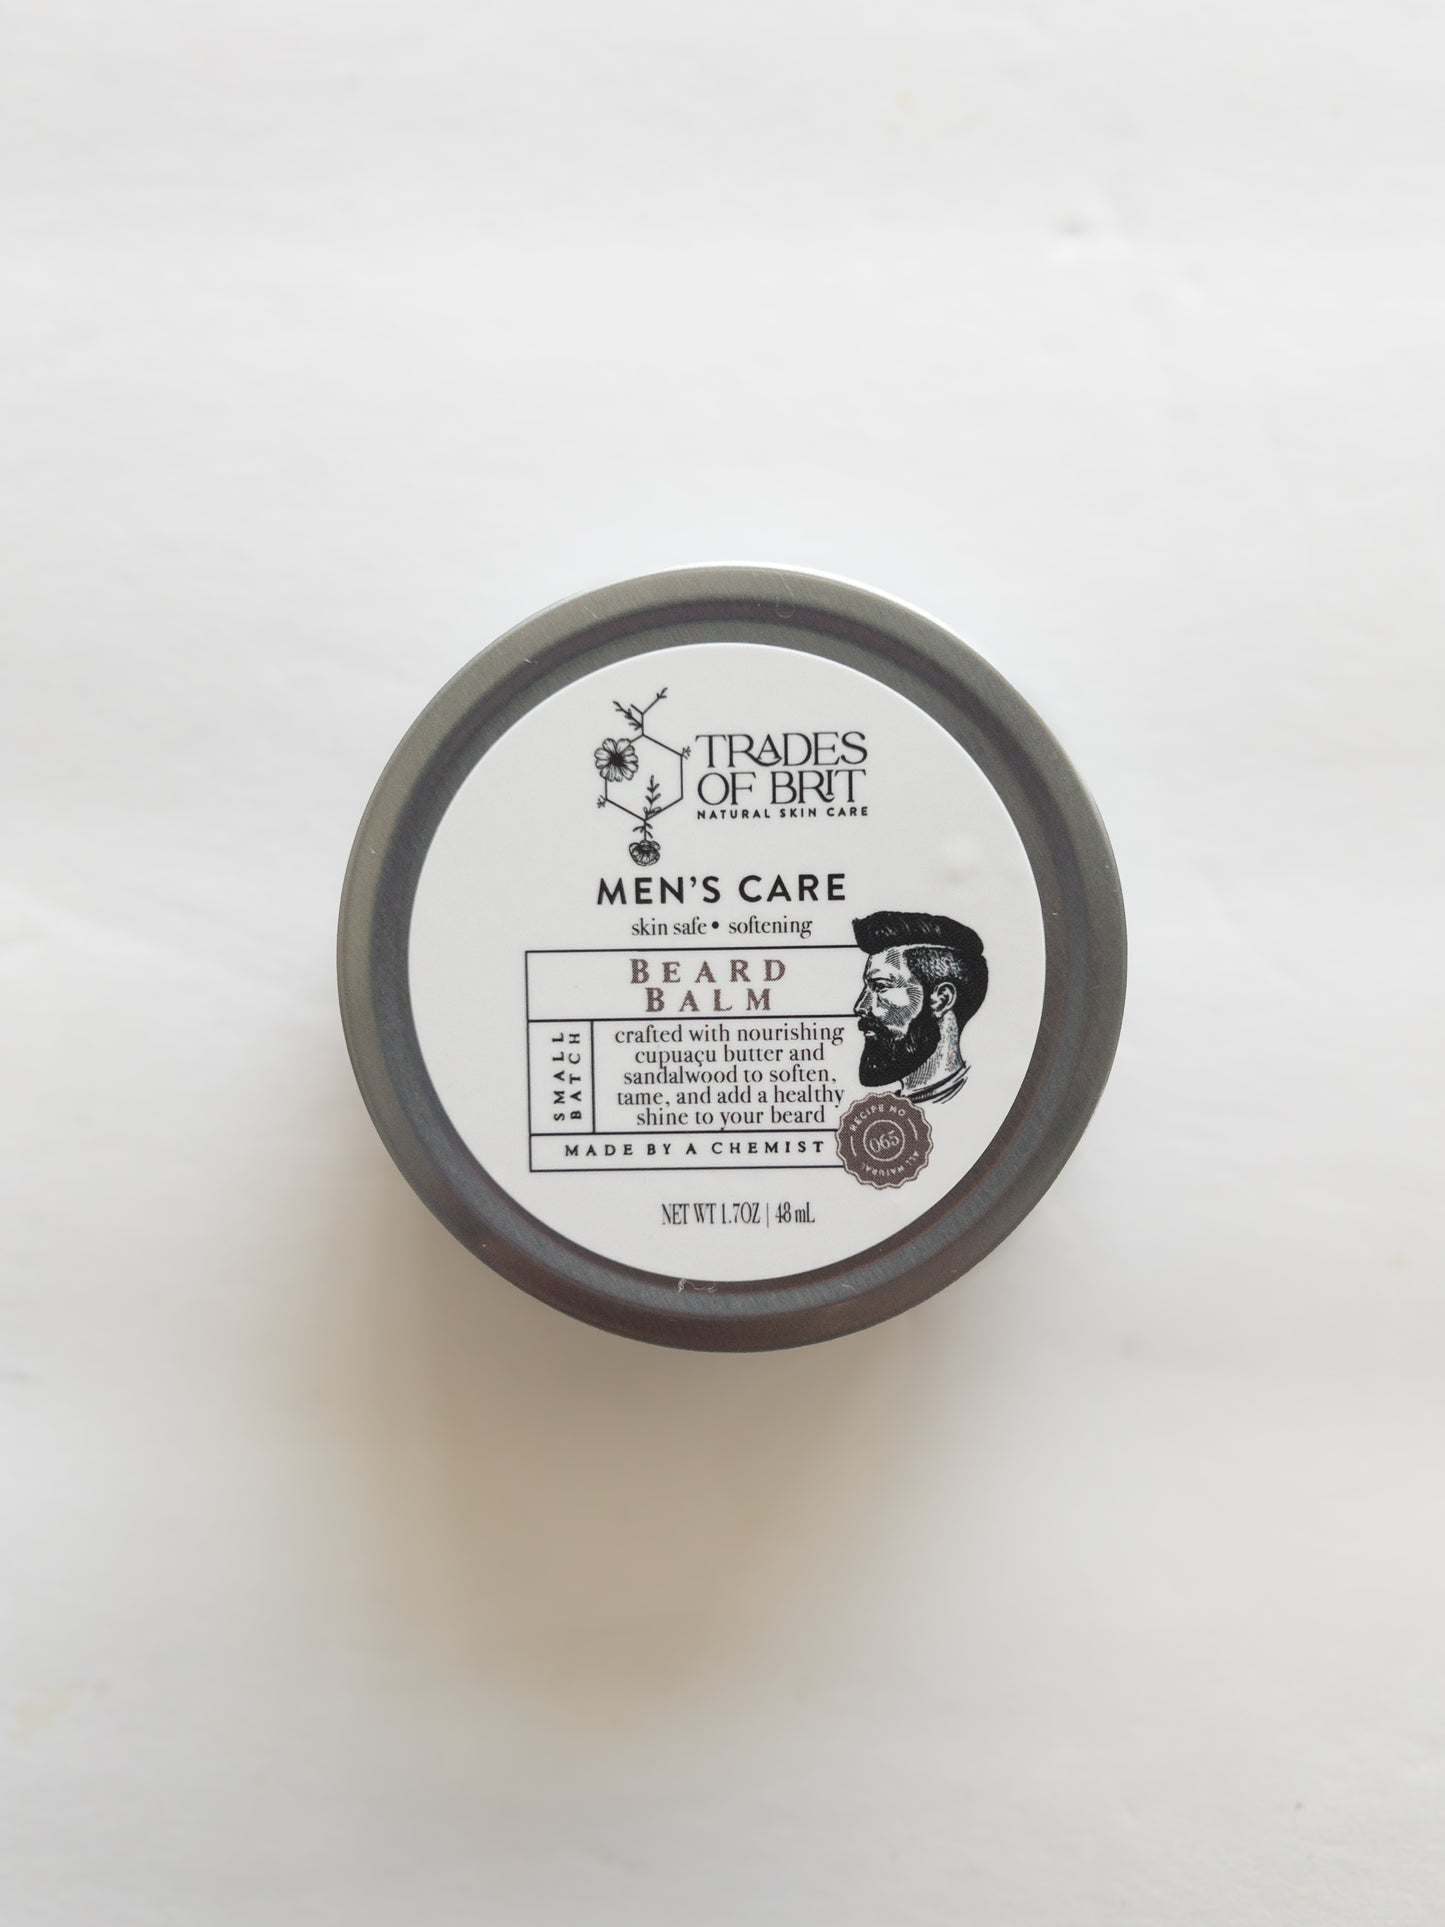 TRADES
OF BRIT
NATURAL SKIN CARE
MEN'S CARE
skin safe • softening
BEARD
BALM
SMALL
BATCH
crafted with nourishing
cupuaçu butter and
sandalwood to soften,
tame, and add a healthy
shine to your beard
MADE BY A CHEMIST
RECIPE NO
065
ALL NATURAL
NET WT 1.7OZ | 48 mL